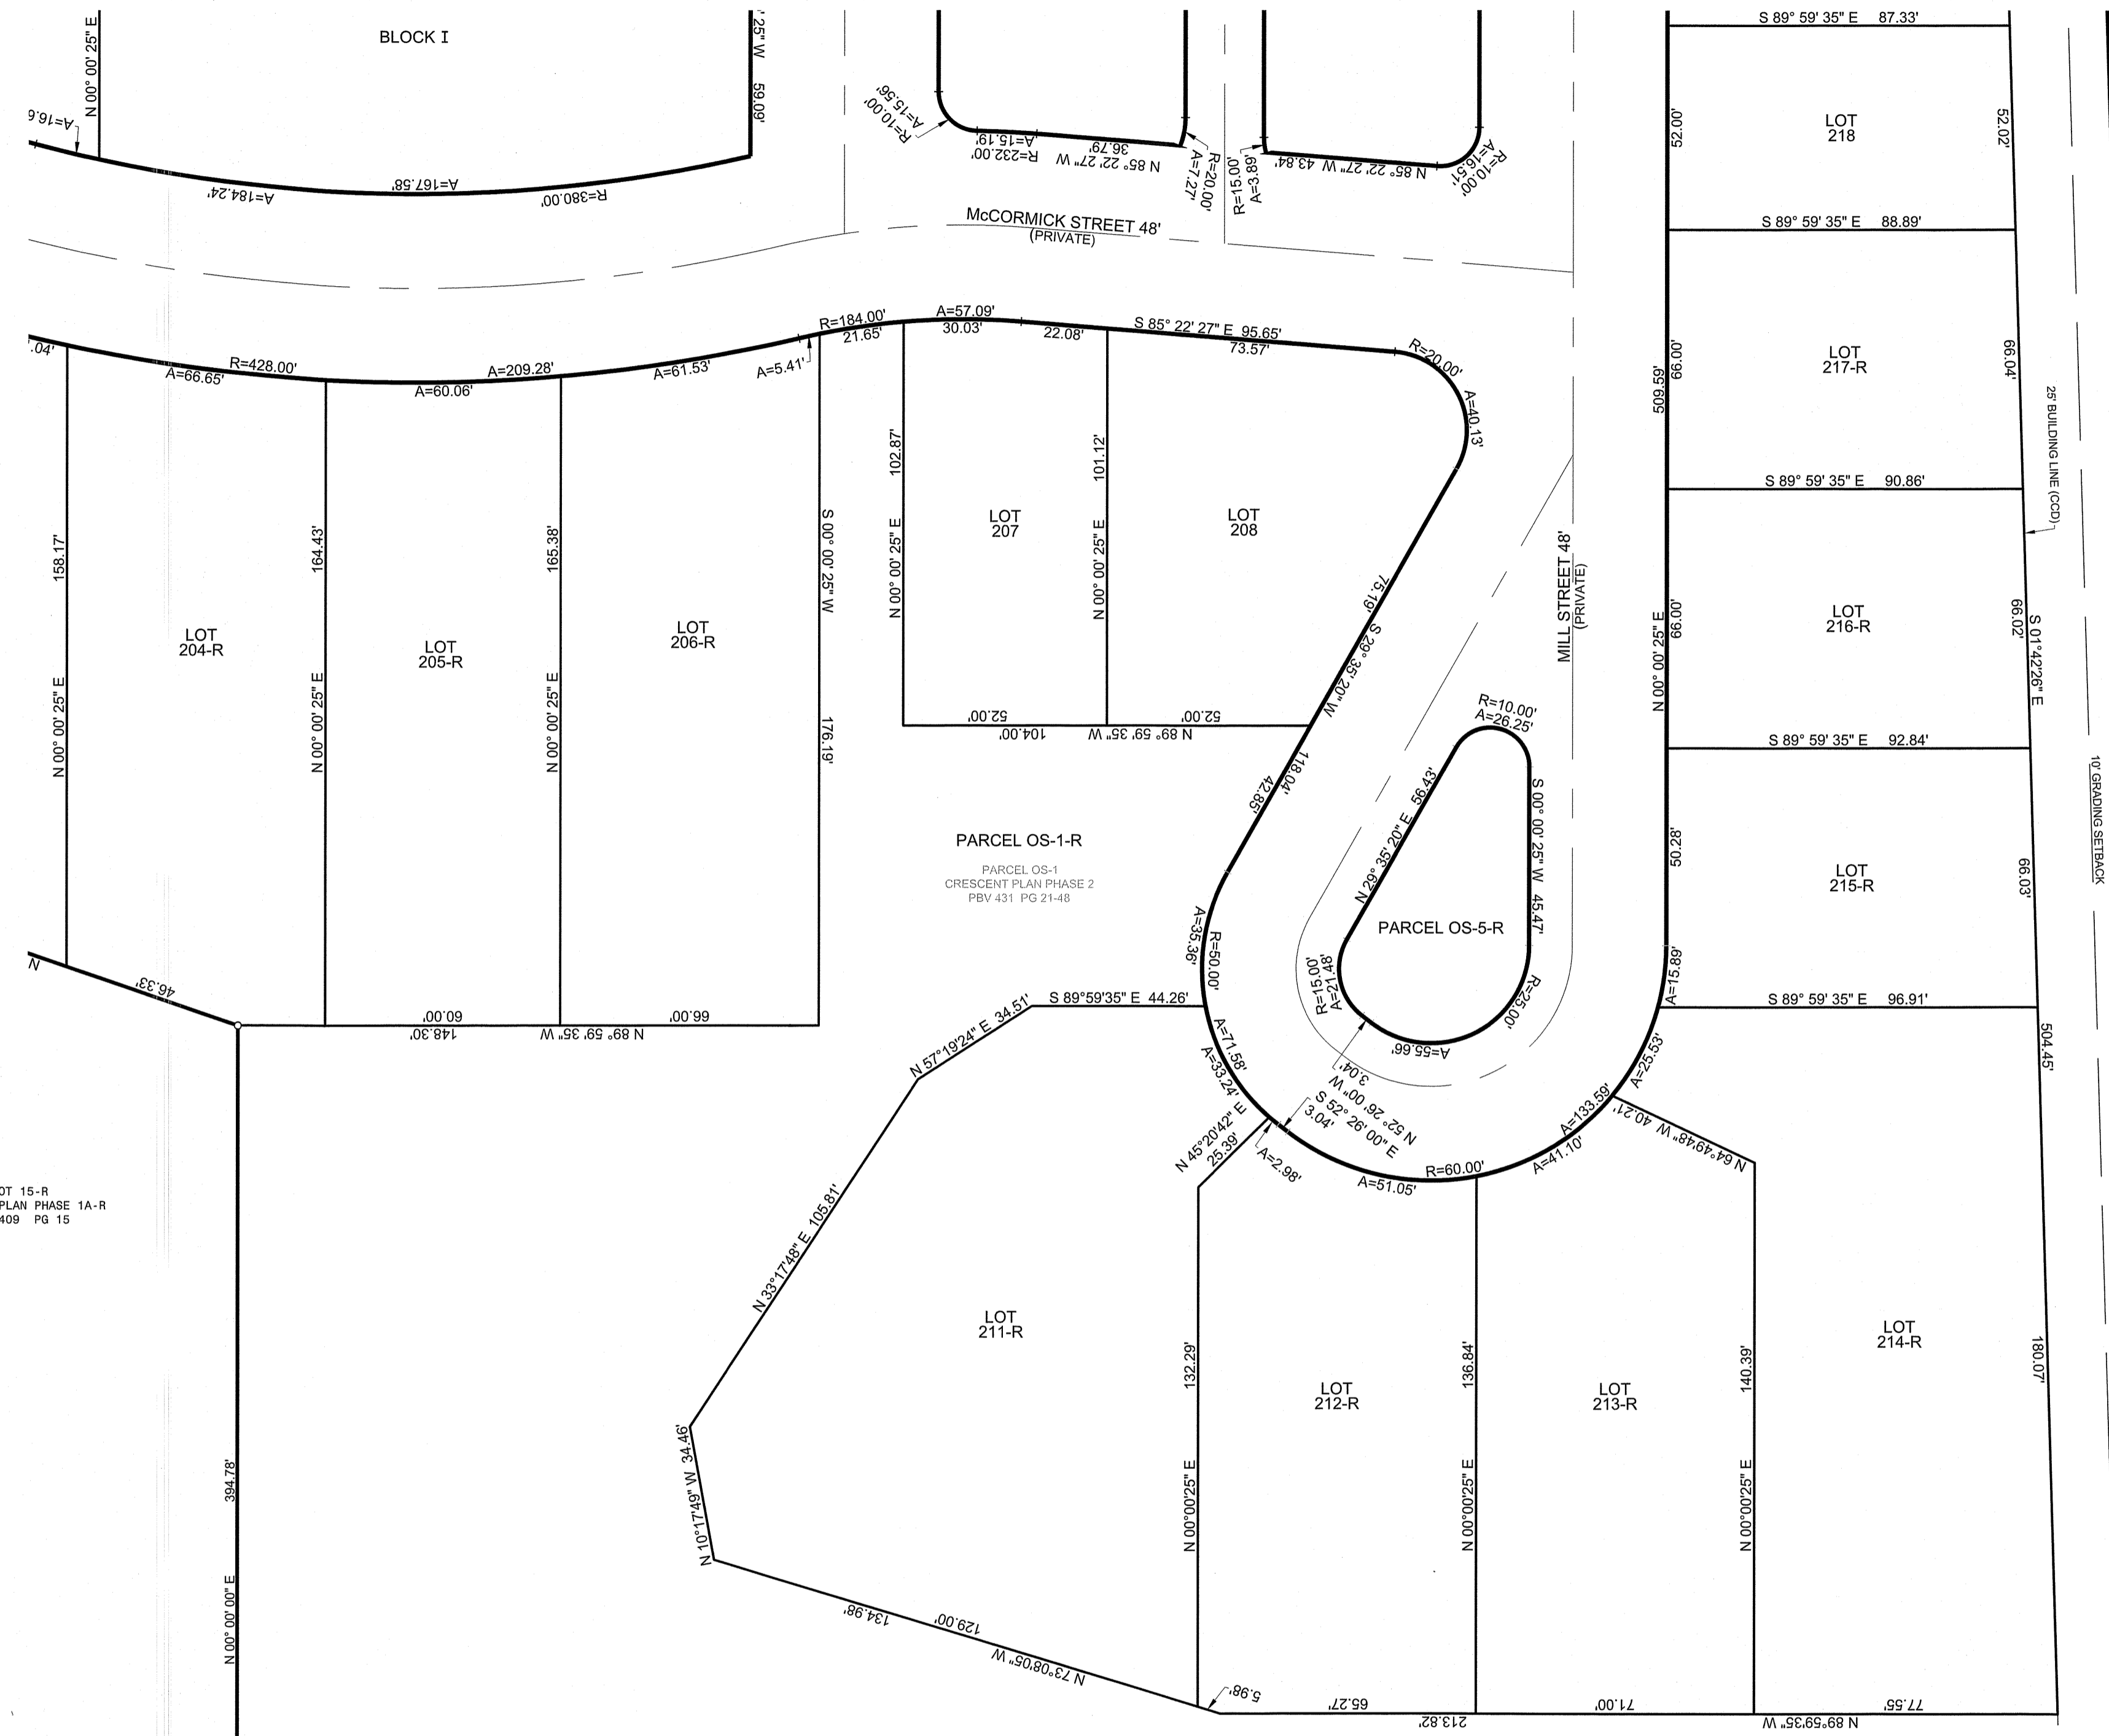 BLOCK I
N 00° 00' 25" E
' 25" W 59.09'
A=16.6
A=184.24'
A=167.58'
R=380.00'
R=10.00'
A=15.56'
A=15.19'
R=232.00'
36.79'
N 85° 22' 27" W
R=20.00'
A=7.27'
R=15.00'
A=3.89'
N 85° 22' 27" W 43.84'
R=10.00'
A=16.51'
McCORMICK STREET 48'
(PRIVATE)
S 89° 59' 35" E 87.33'
52.00'
LOT
218
52.02'
S 89° 59' 35" E 88.89'
509.59'
66.00'
LOT
217-R
66.04'
S 89° 59' 35" E 90.86'
25' BUILDING LINE (CCD)
N 00° 00' 25" E
66.00'
LOT
216-R
66.02'
S 01°42'26" E
S 89° 59' 35" E 92.84'
10' GRADING SETBACK
50.28'
LOT
215-R
66.03'
A=15.89'
S 89° 59' 35" E 96.91'
504.45'
.04'
A=66.65'
R=428.00'
A=60.06'
A=209.28'
A=61.53'
A=5.41'
R=184.00'
21.65'
A=57.09'
30.03'
22.08'
S 85° 22' 27" E 95.65'
73.57'
R=20.00'
A=40.13'
158.17'
N 00° 00' 25" E
LOT
204-R
164.43'
N 00° 00' 25" E
LOT
205-R
165.38'
N 00° 00' 25" E
LOT
206-R
S 00° 00' 25" W
176.19'
102.87'
N 00° 00' 25" E
LOT
207
101.12'
N 00° 00' 25" E
LOT
208
75.19'
S 29° 35' 20" W
118.04'
42.85'
52.00'
52.00'
N 89° 59' 35" W 104.00'
MILL STREET 48'
(PRIVATE)
R=10.00'
A=26.25'
N 29° 35' 20" E 56.43'
S 00° 00' 25" W 45.47'
PARCEL OS-5-R
R=15.00'
A=21.48'
R=25.00'
A=55.66'
PARCEL OS-1-R
PARCEL OS-1
CRESCENT PLAN PHASE 2
PBV 431 PG 21-48
N
46.33'
60.00'
66.00'
N 89° 59' 35" W
148.30'
A=35.36'
R=50.00'
S 89°59'35" E 44.26'
N 57°19'24" E 34.51'
A=71.58'
A=33.24'
N 52° 26' 00" W
3.04'
S 52° 26' 00" E
3.04'
N 45°20'42" E
25.39'
A=2.98'
A=51.05'
R=60.00'
A=41.10'
A=133.59'
A=25.53'
N 64°49'48" W 40.21'
OT 15-R
PLAN PHASE 1A-R
409 PG 15
394.78'
N 00° 00' 00" E
N 33°17'48" E 105.81'
N 10°17'49" W 34.46'
LOT
211-R
134.98'
129.00'
N 73°08'05" W
5.98'
132.29'
N 00°00'25" E
LOT
212-R
136.84'
N 00°00'25" E
LOT
213-R
140.39'
N 00°00'25" E
LOT
214-R
180.07'
65.27'
71.00'
77.55'
213.82'
N 89°59'35" W